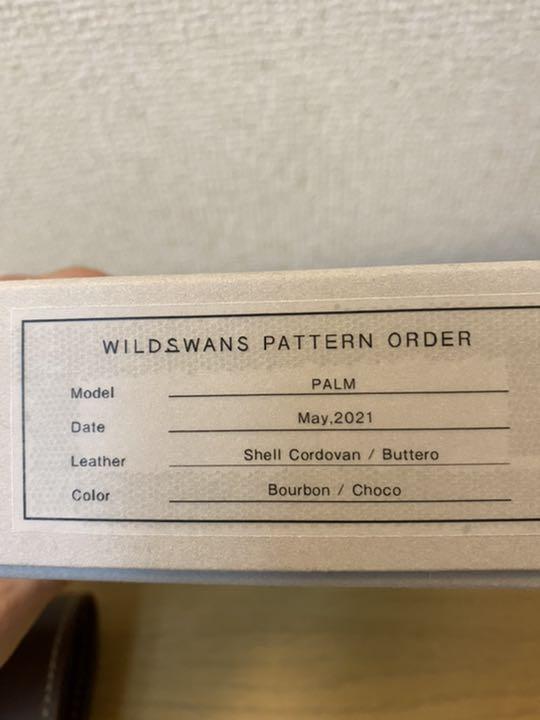 WILDSWANS PATTERN ORDER
Model PALM
Date May,2021
Leather Shell Cordovan / Buttero
Color Bourbon / Choco